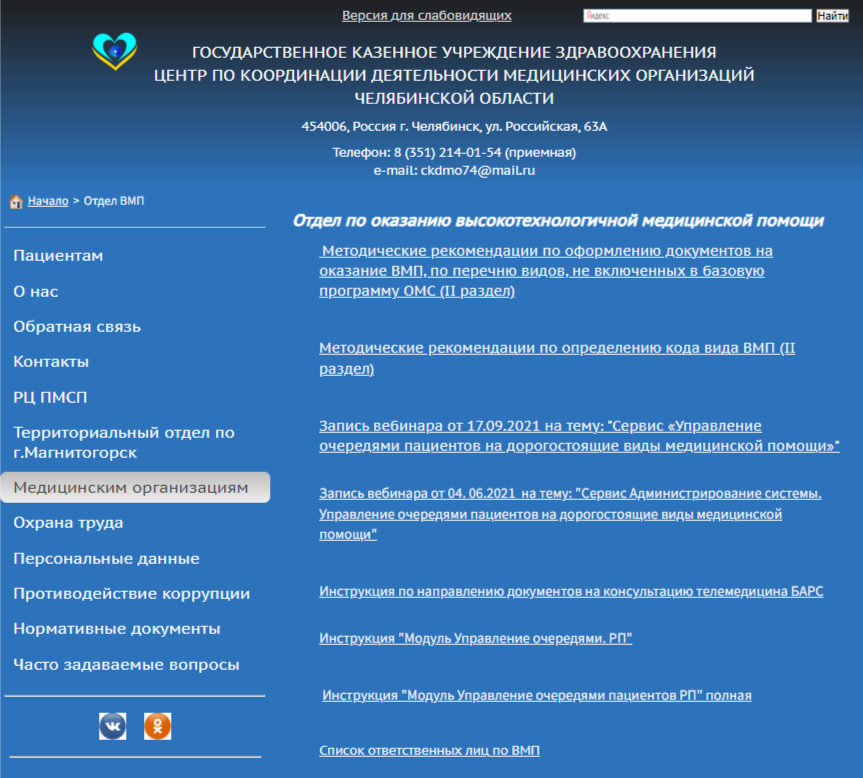 Версия для слабовидящих
Яндекс
Найти
ГОСУДАРСТВЕННОЕ КАЗЕННОЕ УЧРЕЖДЕНИЕ ЗДРАВООХРАНЕНИЯ
ЦЕНТР ПО КООРДИНАЦИИ ДЕЯТЕЛЬНОСТИ МЕДИЦИНСКИХ ОРГАНИЗАЦИЙ
ЧЕЛЯБИНСКОЙ ОБЛАСТИ
454006, Россия г. Челябинск, ул. Российская, 63А
Телефон: 8 (351) 214-01-54 (приемная)
e-mail: ckdmo74@mail.ru
Начало > Отдел ВМП
Пациентам
О нас
Обратная связь
Контакты
РЦ ПМСП
Территориальный отдел по
г.Магнитогорск
Медицинским организациям
Охрана труда
Персональные данные
Противодействие коррупции
Нормативные документы
Часто задаваемые вопросы
Отдел по оказанию высокотехнологичной медицинской помощи
Методические рекомендации по оформлению документов на
оказание ВМП, по перечню видов, не включенных в базовую
программу ОМС (II раздел)
Методические рекомендации по определению кода вида ВМП (II
раздел)
Запись вебинара от 17.09.2021 на тему: "Сервис «Управление
очередями пациентов на дорогостоящие виды медицинской помощи»"
Запись вебинара от 04. 06.2021 на тему: "Сервис Администрирование системы.
Управление очередями пациентов на дорогостоящие виды медицинской
помощи"
Инструкция по направлению документов на консультацию телемедицина БАРС
Инструкция "Модуль Управление очередями. РП"
Инструкция "Модуль Управление очередями пациентов РП" полная
Список ответственных лиц по ВМП